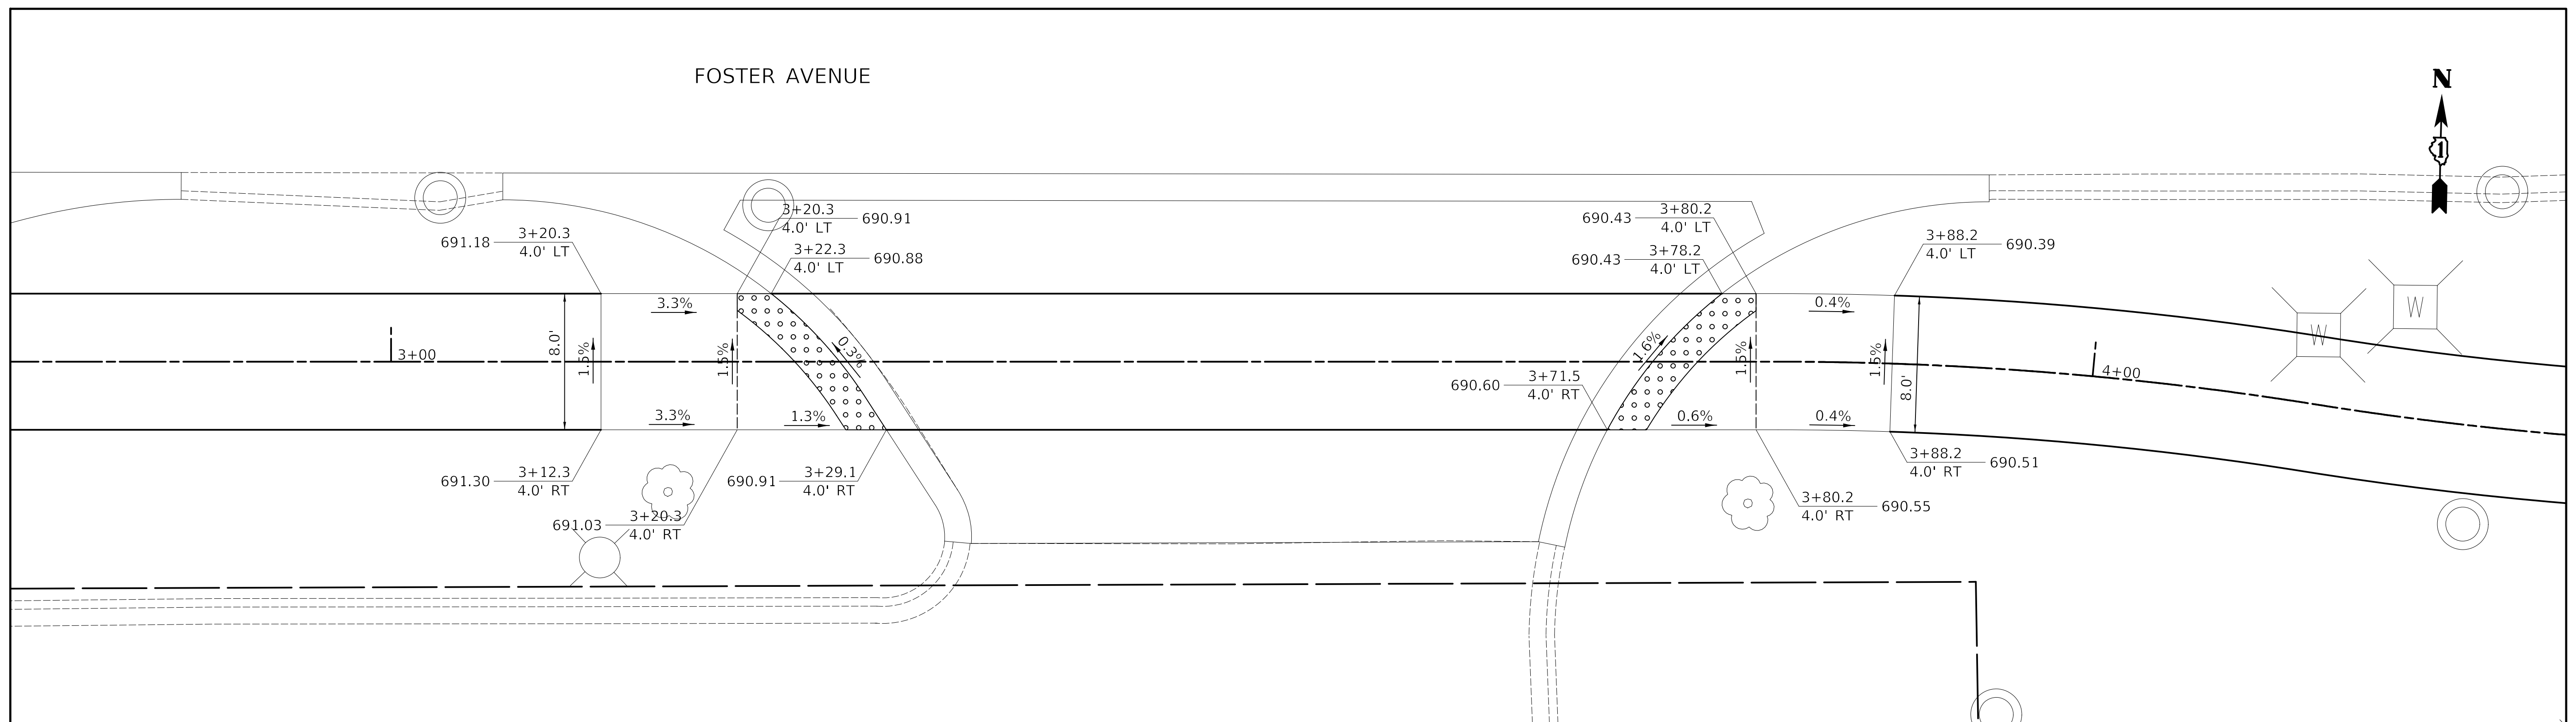 FOSTER AVENUE
N
1
3+20.3
4.0' LT
690.91
3+22.3
4.0' LT
690.88
691.18
3+20.3
4.0' LT
690.43
3+80.2
4.0' LT
690.43
3+78.2
4.0' LT
3+88.2
4.0' LT
690.39
3.3%
0.4%
W
W
3+00
8.0'
1.5%
1.5%
0.3%
1.6%
1.5%
1.5%
8.0'
4+00
690.60
3+71.5
4.0' RT
3.3%
1.3%
0.6%
0.4%
691.30
3+12.3
4.0' RT
690.91
3+29.1
4.0' RT
3+88.2
4.0' RT
690.51
691.03
3+20.3
4.0' RT
3+80.2
4.0' RT
690.55